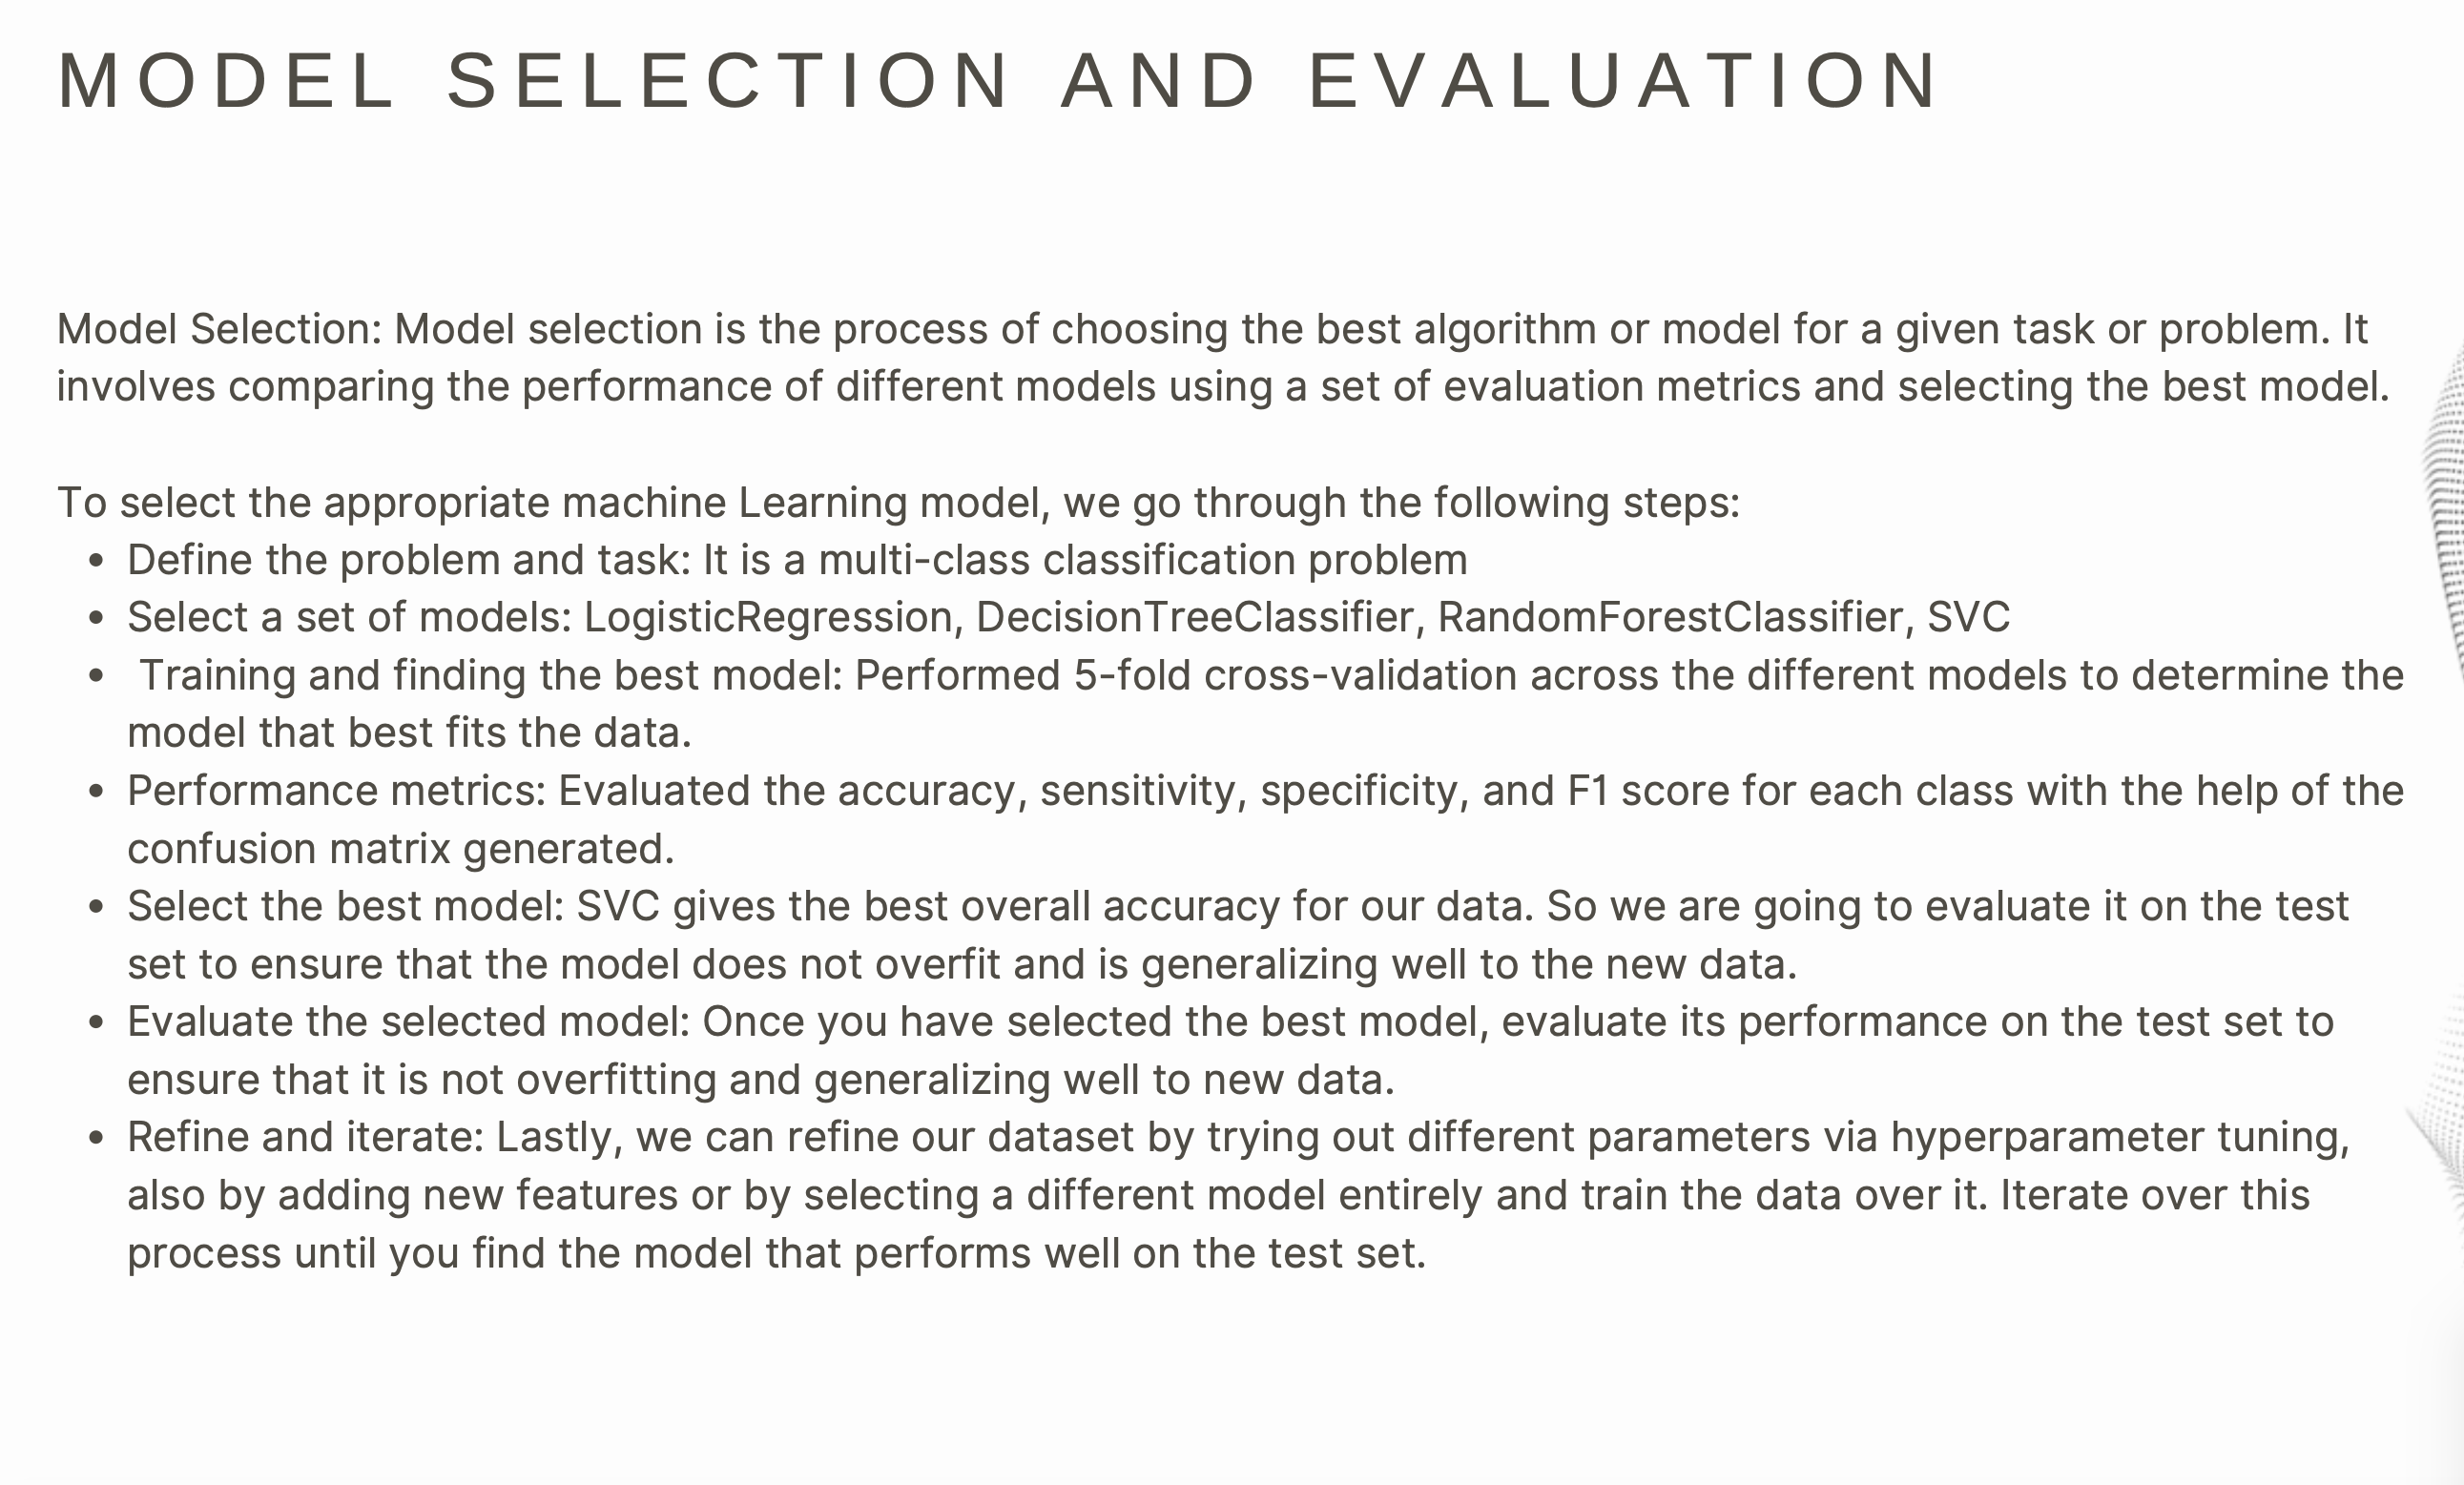 MODEL SELECTION AND EVALUATION
Model Selection: Model selection is the process of choosing the best algorithm or model for a given task or problem. It
involves comparing the performance of different models using a set of evaluation metrics and selecting the best model.
To select the appropriate machine Learning model, we go through the following steps:
• Define the problem and task: It is a multi-class classification problem
• Select a set of models: LogisticRegression, DecisionTreeClassifier, RandomForestClassifier, SVC
• Training and finding the best model: Performed 5-fold cross-validation across the different models to determine the
model that best fits the data.
• Performance metrics: Evaluated the accuracy, sensitivity, specificity, and F1 score for each class with the help of the
confusion matrix generated.
• Select the best model: SVC gives the best overall accuracy for our data. So we are going to evaluate it on the test
set to ensure that the model does not overfit and is generalizing well to the new data.
• Evaluate the selected model: Once you have selected the best model, evaluate its performance on the test set to
ensure that it is not overfitting and generalizing well to new data.
• Refine and iterate: Lastly, we can refine our dataset by trying out different parameters via hyperparameter tuning,
also by adding new features or by selecting a different model entirely and train the data over it. Iterate over this
process until you find the model that performs well on the test set.